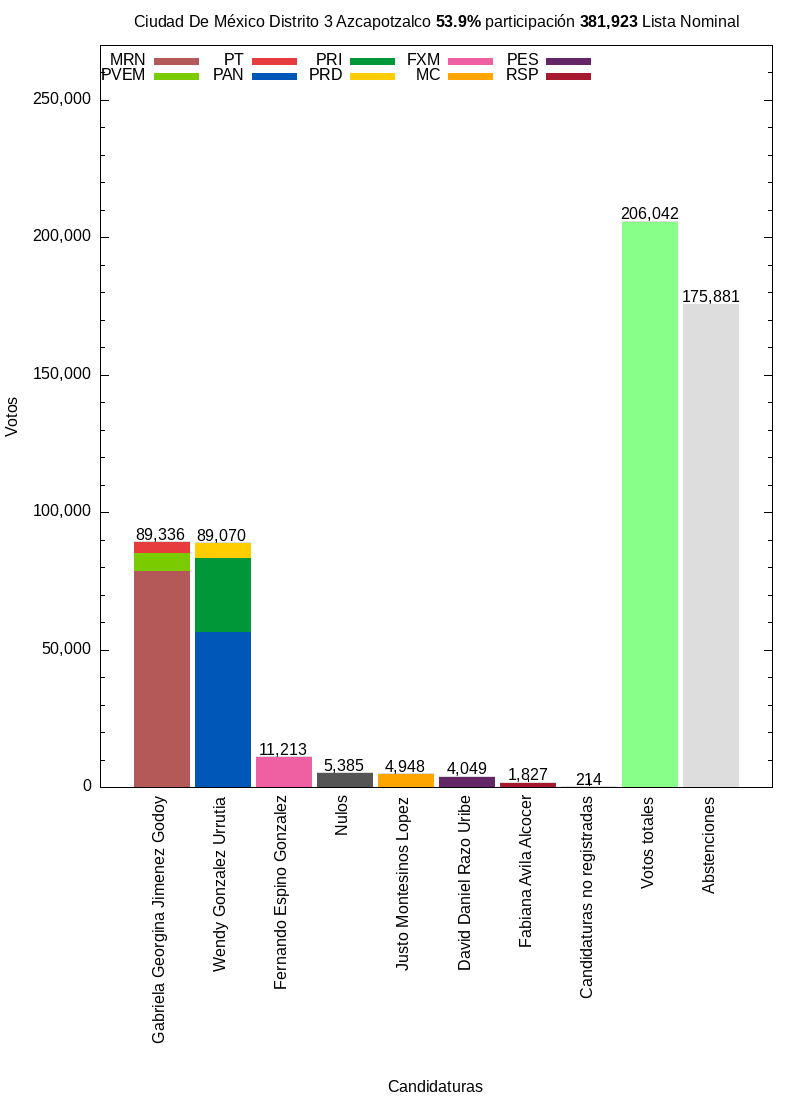 Ciudad De México Distrito 3 Azcapotzalco 53.9% participación 381,923 Lista Nominal
MRN PT PRI FXM PES
PVEM PAN PRD MC RSP
250,000
200,000
150,000
100,000
50,000
0
Votos
206,042
175,881
89,336
89,070
11,213
5,385
4,948
4,049
1,827
214
Gabriela Georgina Jimenez Godoy
Wendy Gonzalez Urrutia
Fernando Espino Gonzalez
Nulos
Justo Montesinos Lopez
David Daniel Razo Uribe
Fabiana Avila Alcocer
Candidaturas no registradas
Votos totales
Abstenciones
Candidaturas